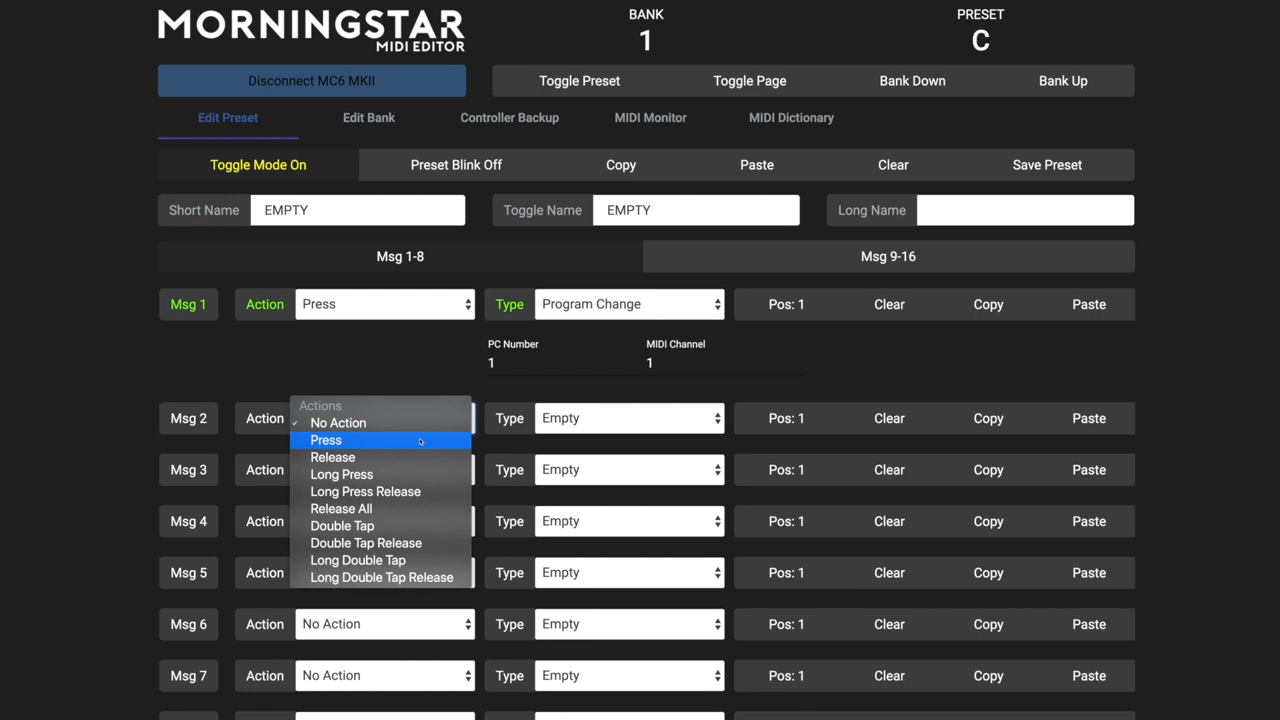 MORNINGSTAR
MIDI EDITOR
BANK
1
PRESET
C
Disconnect MC6 MKII
Toggle Preset Toggle Page Bank Down Bank Up
Edit Preset Edit Bank Controller Backup MIDI Monitor MIDI Dictionary
Toggle Mode On Preset Blink Off Copy Paste Clear Save Preset
Short Name EMPTY Toggle Name EMPTY Long Name
Msg 1-8 Msg 9-16
Msg 1 Action Press Type Program Change Pos: 1 Clear Copy Paste
PC Number MIDI Channel
1 1
Msg 2 Action Type Empty Pos: 1 Clear Copy Paste
Actions
No Action
Press
Release
Long Press
Long Press Release
Release All
Double Tap
Double Tap Release
Long Double Tap
Long Double Tap Release
Msg 3 Action Type Empty Pos: 1 Clear Copy Paste
Msg 4 Action Type Empty Pos: 1 Clear Copy Paste
Msg 5 Action Type Empty Pos: 1 Clear Copy Paste
Msg 6 Action No Action Type Empty Pos: 1 Clear Copy Paste
Msg 7 Action No Action Type Empty Pos: 1 Clear Copy Paste